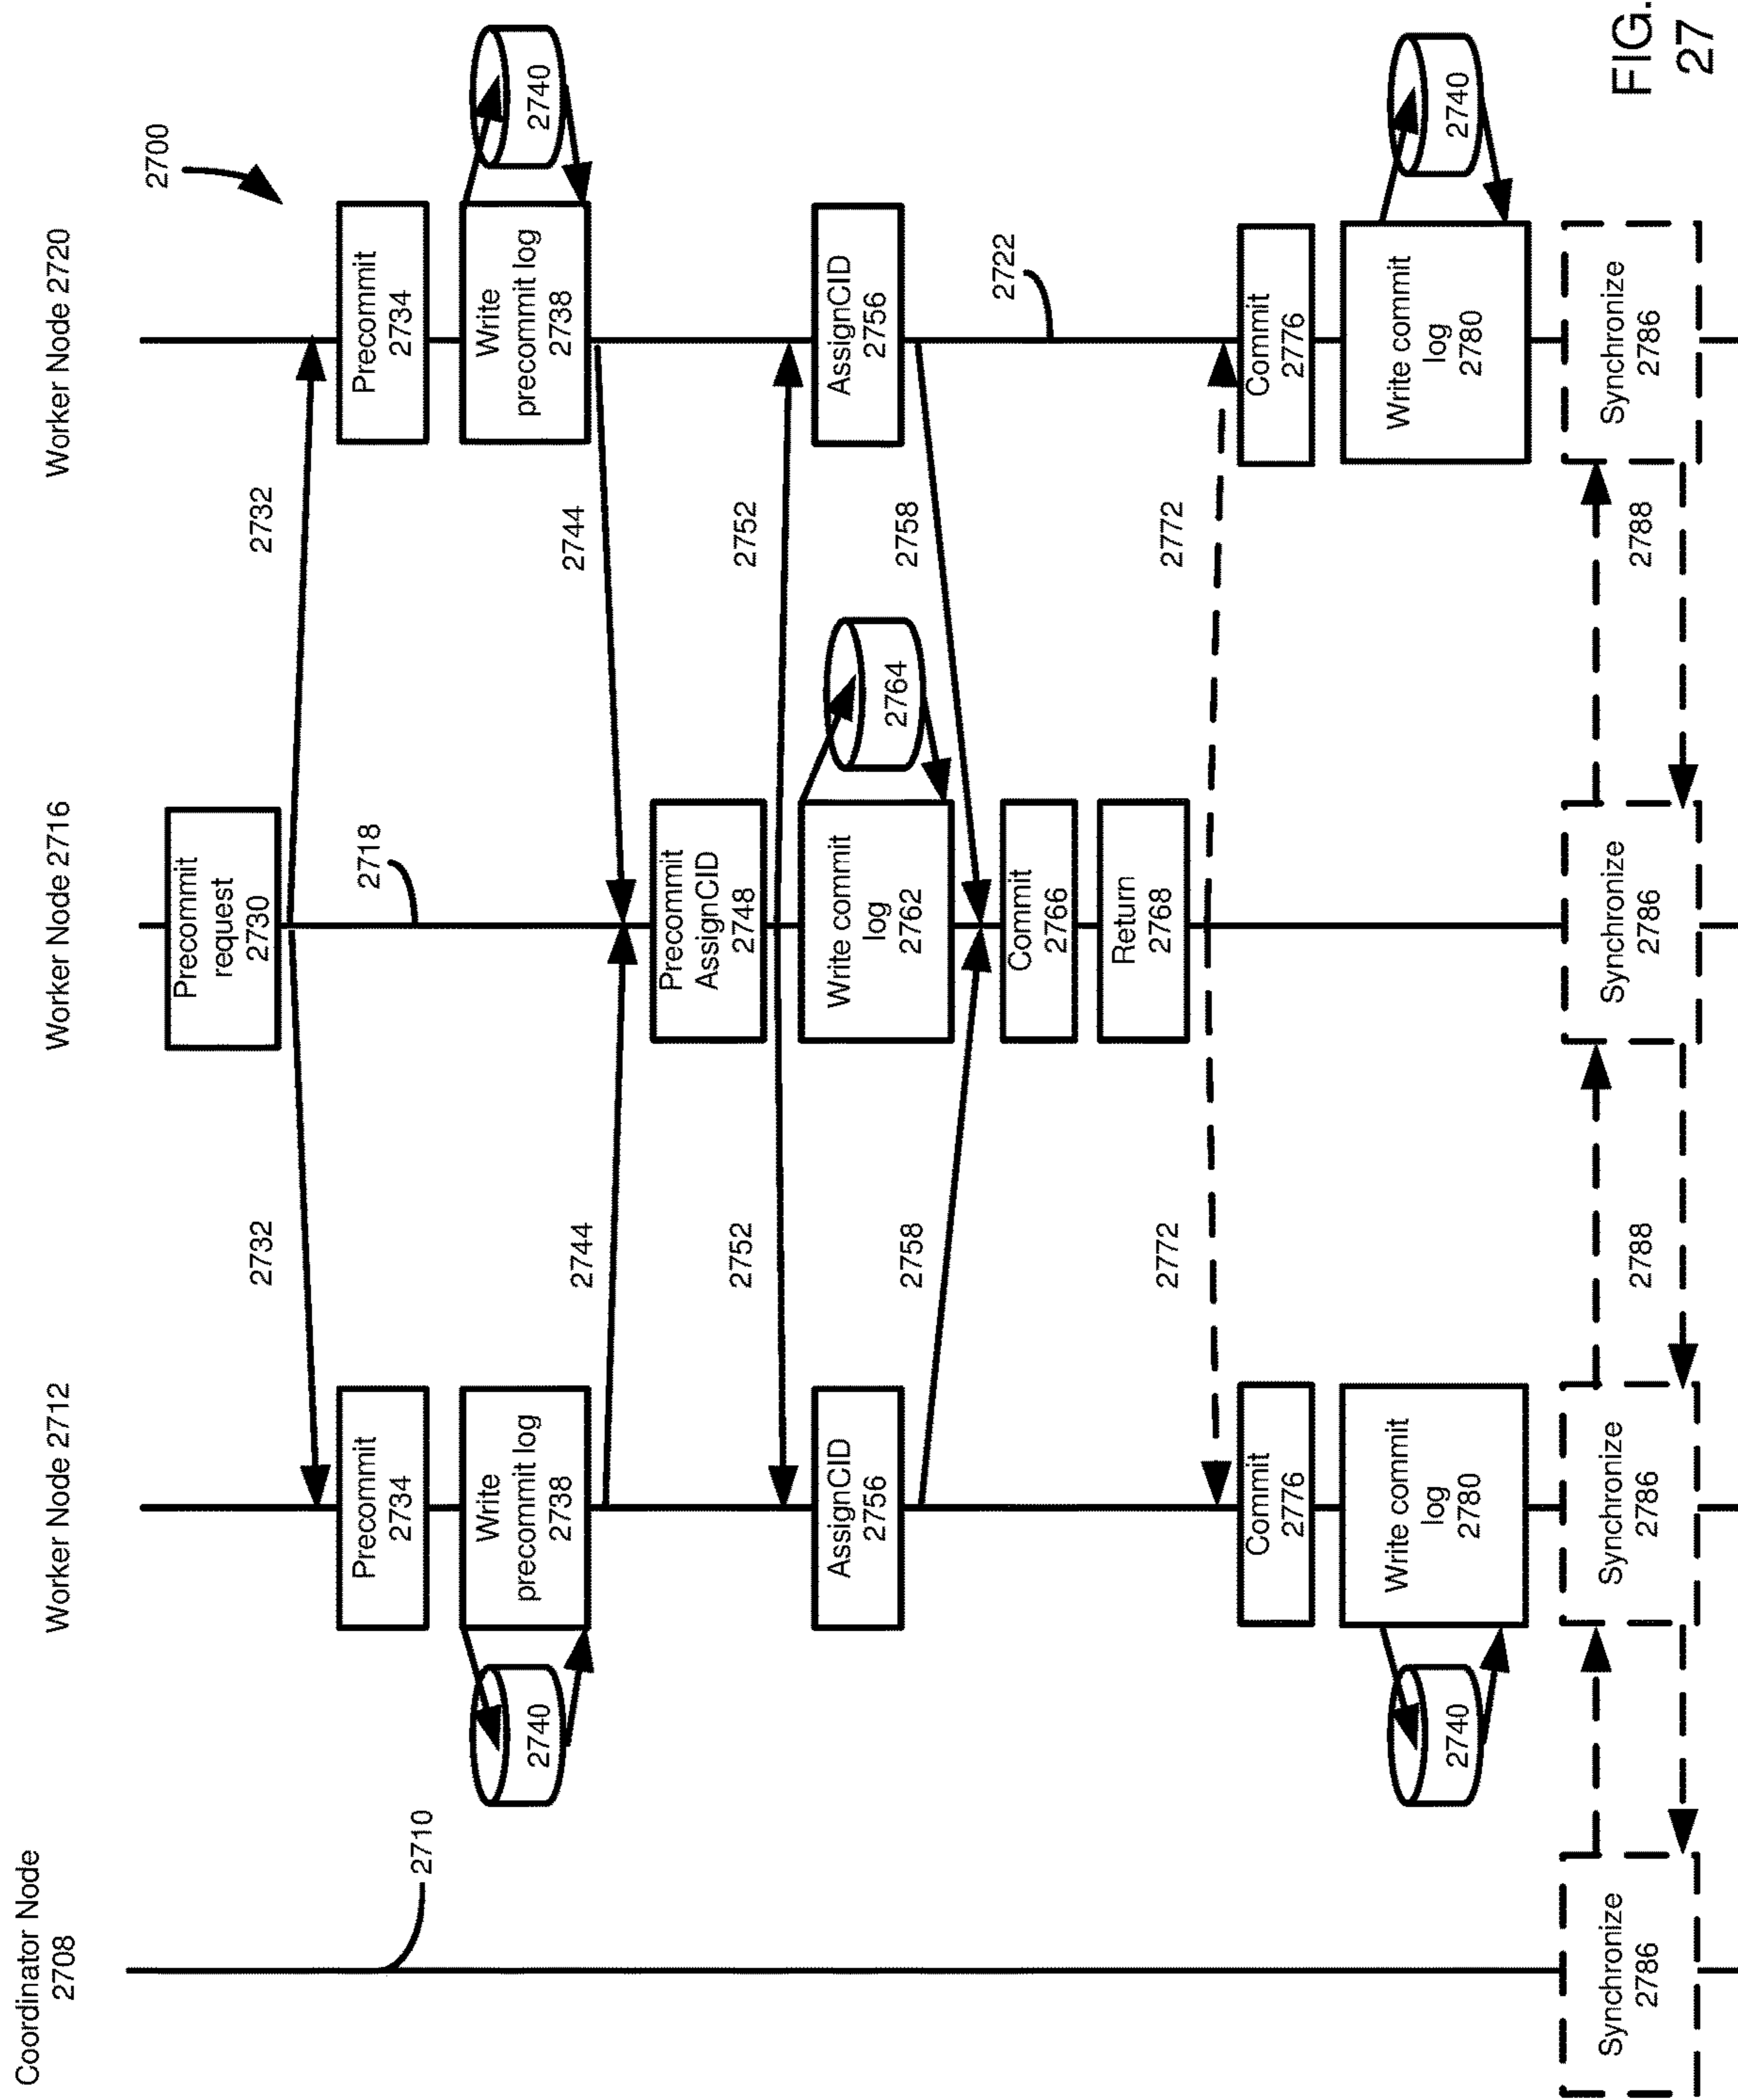 Coordinator Node
2708
Worker Node 2712
Worker Node 2716
Worker Node 2720
2700
Precommit
request
2730
2732
2732
2710
2718
Precommit
2734
Precommit
2734
2740
Write
precommit log
2738
Write
precommit log
2738
2740
2744
2744
Precommit
AssignCID
2748
2752
2752
AssignCID
2756
Write commit
log
2762
2764
AssignCID
2756
2758
2758
2722
Commit
2766
Return
2768
2772
2772
Commit
2776
Commit
2776
2740
Write commit
log
2780
Write commit
log
2780
2740
Synchronize
2786
Synchronize
2786
Synchronize
2786
Synchronize
2786
2788
2788
FIG.
27